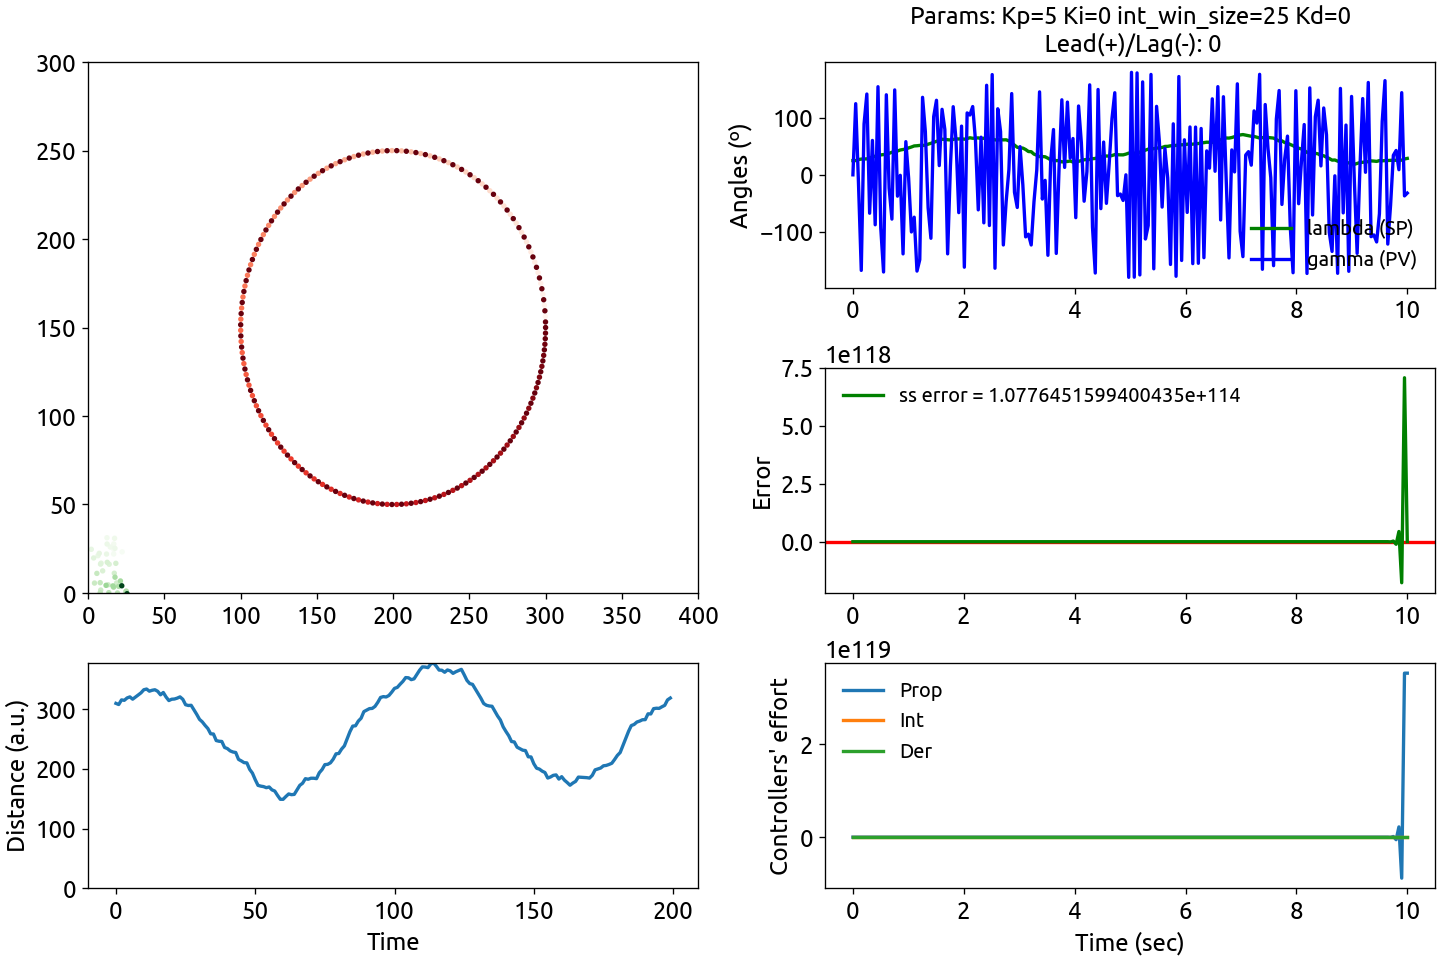 Params: Kp=5 Ki=0 int_win_size=25 Kd=0
Lead(+)/Lag(-): 0
300
250
200
150
100
50
0
0 50 100 150 200 250 300 350 400
Angles (º)
100
0
−100
lambda (SP)
gamma (PV)
0 2 4 6 8 10
1e118
Error
7.5
5.0
2.5
0.0
ss error = 1.0776451599400435e+114
0 2 4 6 8 10
Distance (a.u.)
300
200
100
0
0 50 100 150 200
Time
1e119
Controllers' effort
2
0
Prop
Int
Der
0 2 4 6 8 10
Time (sec)